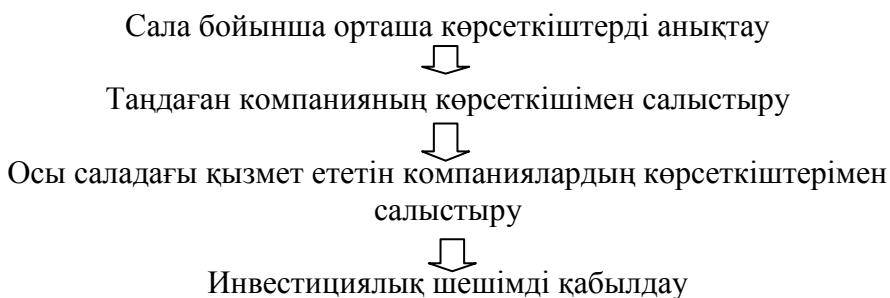 Сала бойынша орташа көрсеткіштерді анықтау
Таңдаған компанияның көрсеткішімен салыстыру
Осы саладағы қызмет ететін компаниялардың көрсеткіштерімен
салыстыру
Инвестициялық шешімді қабылдау